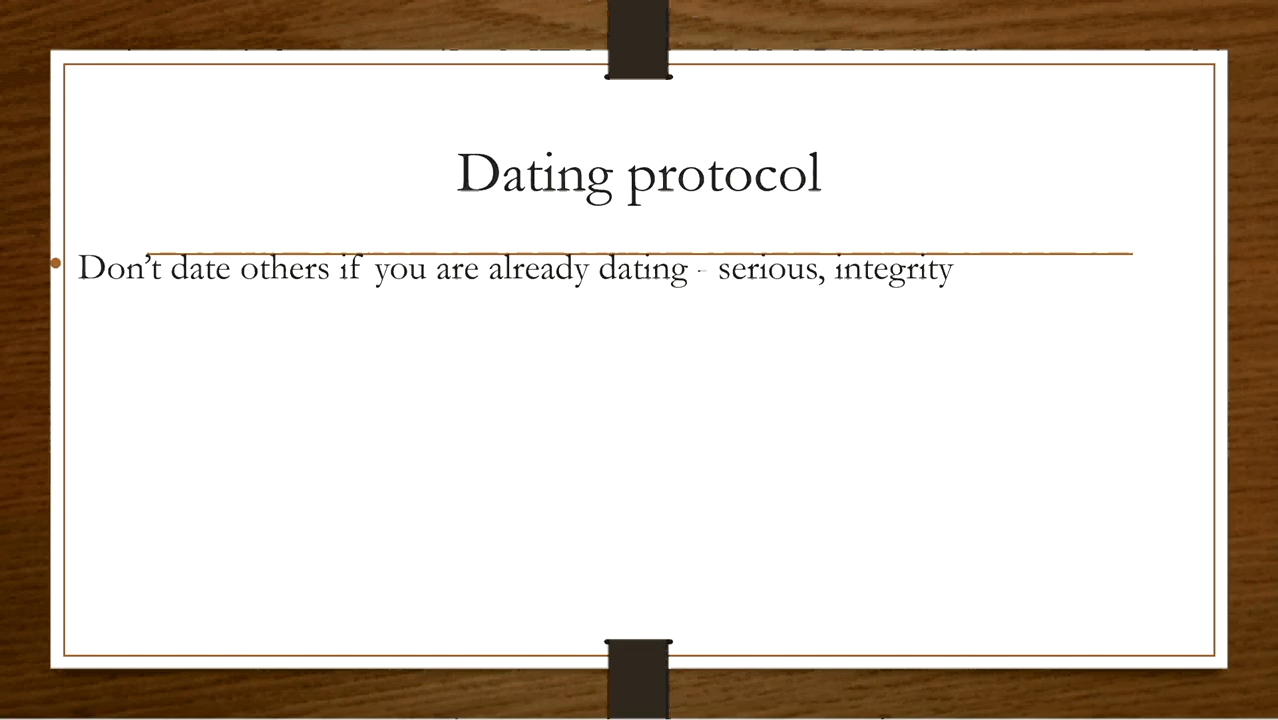 Dating protocol
Don’t date others if you are already dating - serious, integrity